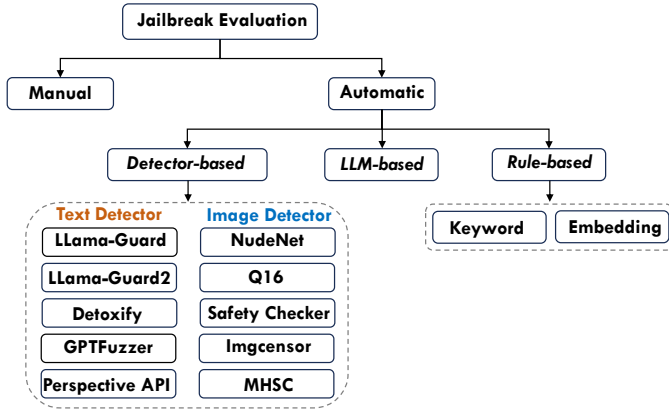 Jailbreak Evaluation
Manual
Automatic
Detector-based
LLM-based
Rule-based
Text Detector
Image Detector
LLama-Guard
NudeNet
LLama-Guard2
Q16
Detoxify
Safety Checker
GPTFuzzer
Imgcensor
Perspective API
MHSC
Keyword
Embedding